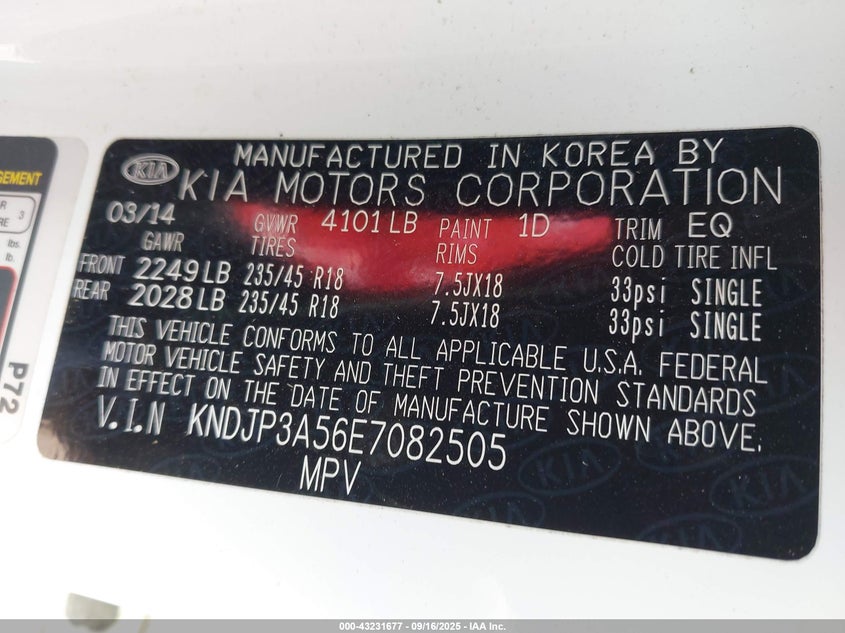 KIA
MANUFACTURED IN KOREA BY
KIA MOTORS CORPORATION
03/14 GVWR 4101 LB PAINT 1D TRIM EQ
GAWR TIRES RIMS COLD TIRE INFL
FRONT 2249 LB 235/45 R18 7.5JX18 33psi SINGLE
REAR 2028 LB 235/45 R18 7.5JX18 33psi SINGLE
THIS VEHICLE CONFORMS TO ALL APPLICABLE U.S.A. FEDERAL
MOTOR VEHICLE SAFETY AND THEFT PREVENTION STANDARDS
IN EFFECT ON THE DATE OF MANUFACTURE SHOWN ABOVE.
V.I.N KNDJP3A56E7082505
MPV
3
lbs.
lb.
P72
000-43231677 - 09/16/2025 - IAA Inc.